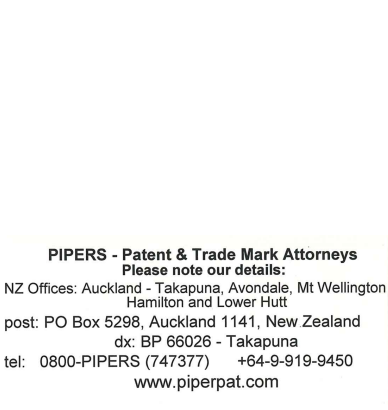 PIPERS - Patent & Trade Mark Attorneys
Please note our details:
NZ Offices: Auckland - Takapuna, Avondale, Mt Wellington
Hamilton and Lower Hutt
post: PO Box 5298, Auckland 1141, New Zealand
dx: BP 66026 - Takapuna
tel: 0800-PIPERS (747377) +64-9-919-9450
www.piperpat.com